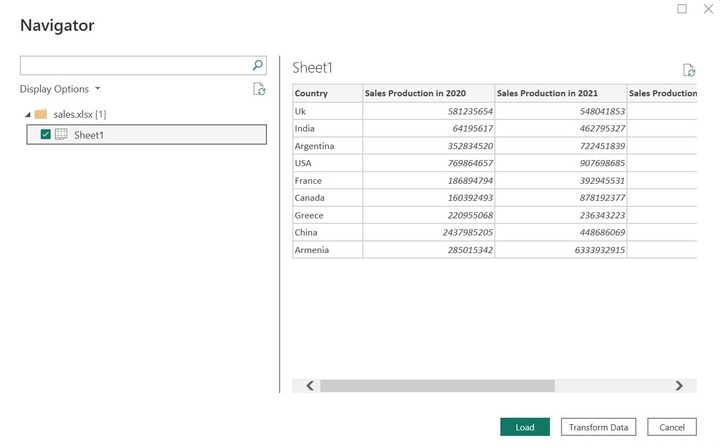 Navigator
Display Options
sales.xlsx [1]
Sheet1
Sheet1
Country Sales Production in 2020 Sales Production in 2021 Sales Production
Uk 581235654 548041853
India 64195617 462795327
Argentina 352834520 722451839
USA 769864657 907698685
France 186894794 392945531
Canada 160392493 878192377
Greece 220955068 236343223
China 2437985205 448686069
Armenia 285015342 6333932915
Load Transform Data Cancel